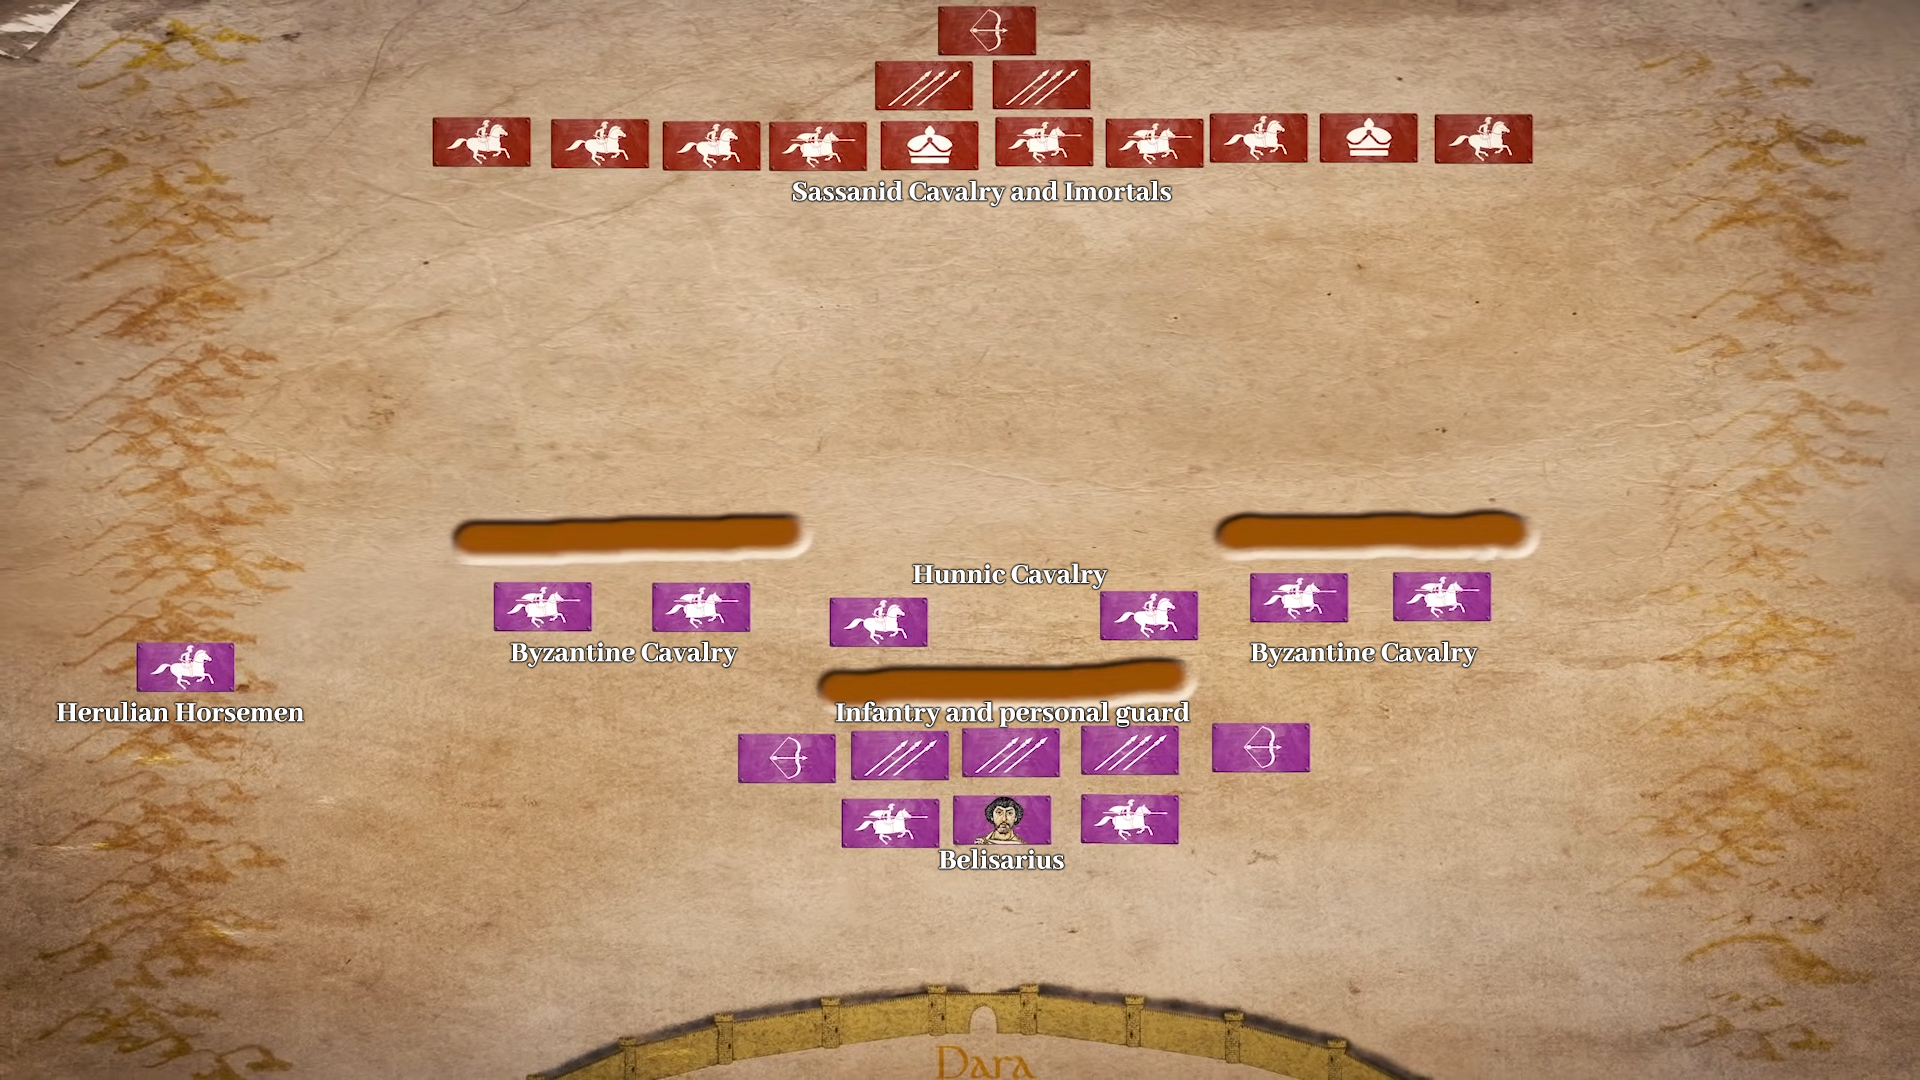 Sassanid Cavalry and Imortals
Hunnic Cavalry
Byzantine Cavalry
Byzantine Cavalry
Herulian Horsemen
Infantry and personal guard
Belisarius
Dara